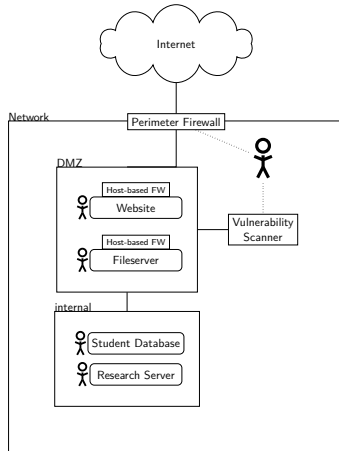 Internet
Network
Perimeter Firewall
DMZ
Host-based FW
Website
Vulnerability
Scanner
Host-based FW
Fileserver
internal
Student Database
Research Server